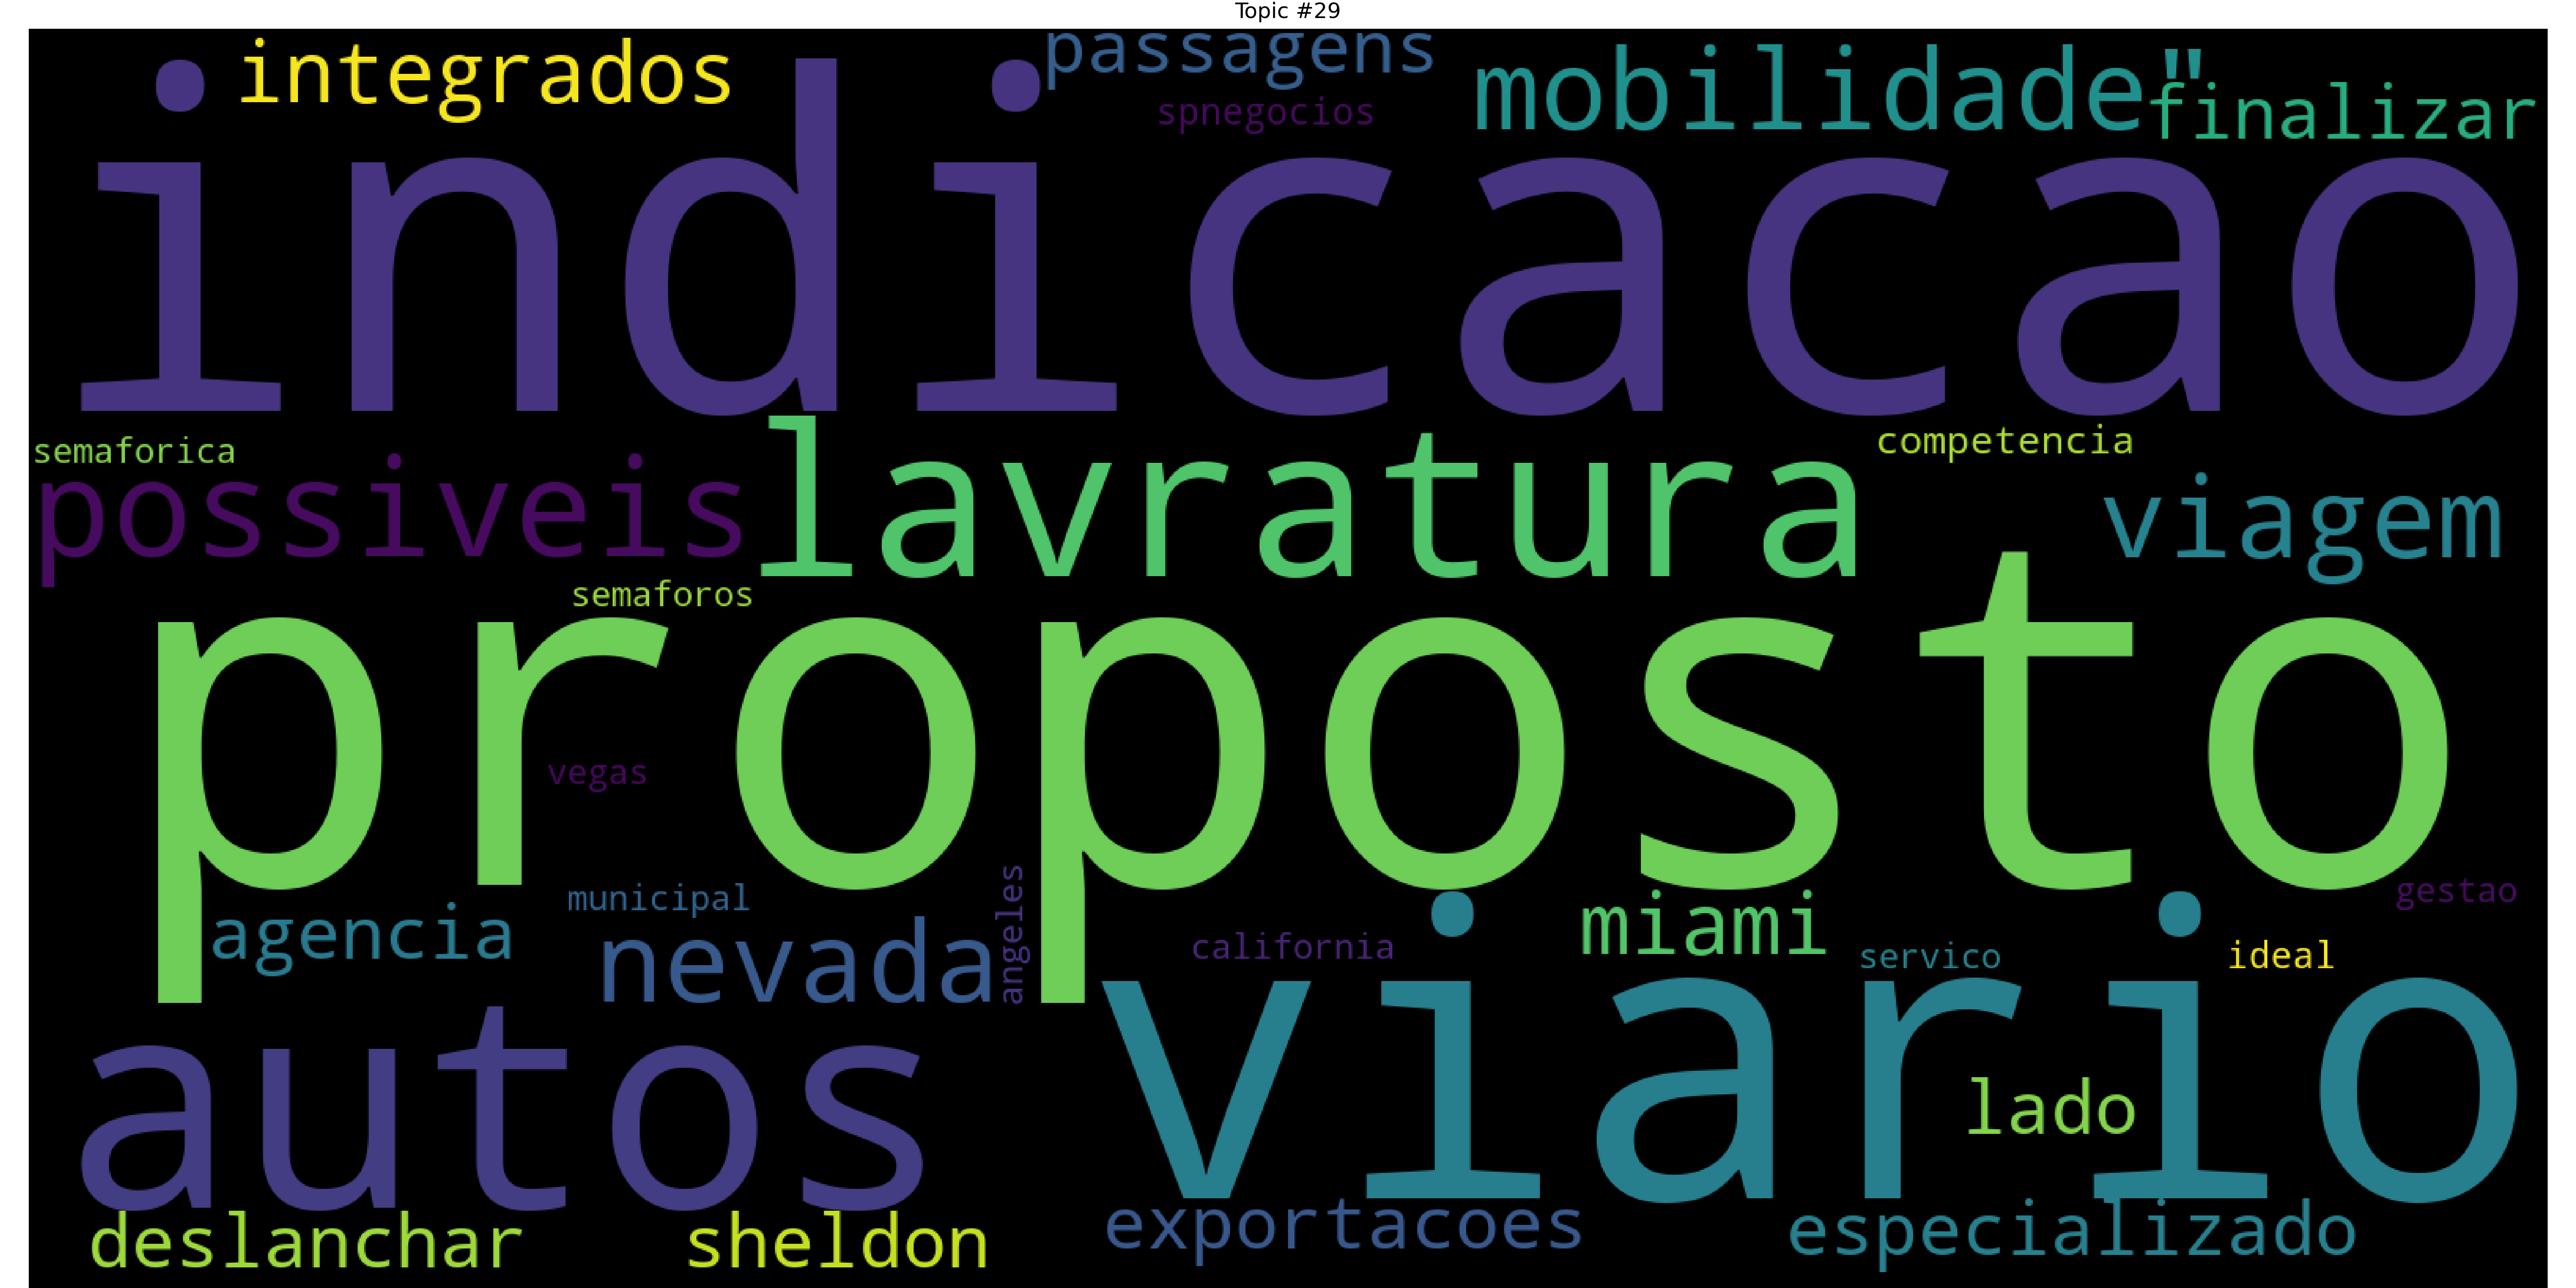 Topic #29
integrados
passagens
mobilidade"
finalizar
spnegocios
indicacao
semaforica
competencia
possiveis
lavratura
viagem
semaforos
proposto
vegas
municipal
angeles
gestao
agencia
nevada
california
miami
servico
ideal
autos
viario
lado
deslanchar
sheldon
exportacoes
especializado